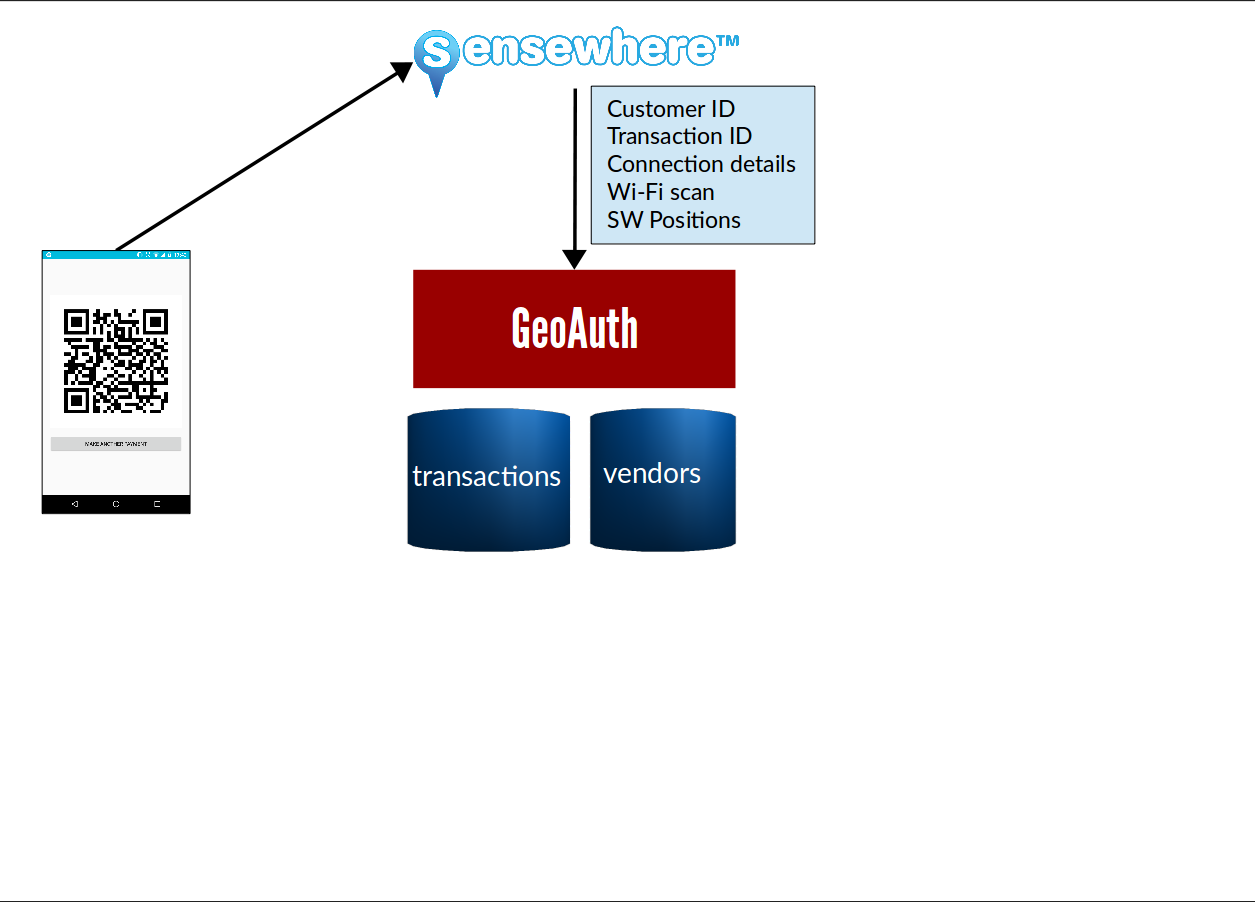 sensewhere™
Customer ID
Transaction ID
Connection details
Wi-Fi scan
SW Positions
GeoAuth
MAKE ANOTHER PAYMENT
transactions
vendors